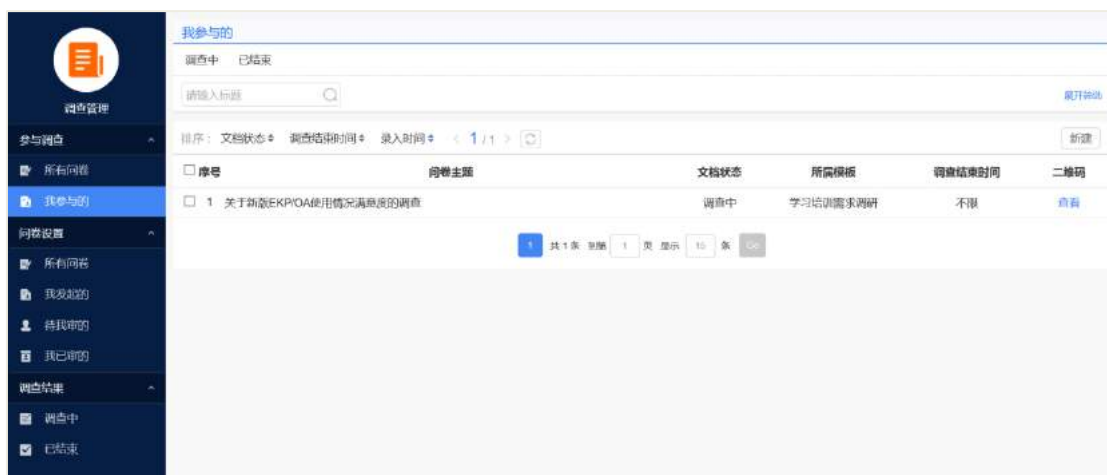 调查管理
参与调查
所有问卷
我参与的
问卷设置
所有问卷
我发起的
待我审的
我已审的
调查结果
调查中
已结束
我参与的
调查中 已结束
请输入标题
展开筛选
排序： 文档状态 调查结束时间 录入时间 < 1 / 1 > 新建
序号 问卷主题 文档状态 所属模板 调查结束时间 二维码
1 关于新版EKP/OA使用情况满意度的调查 调查中 学习培训需求调研 不限 查看
1 共 1 条 到第 1 页 显示 15 条 Go